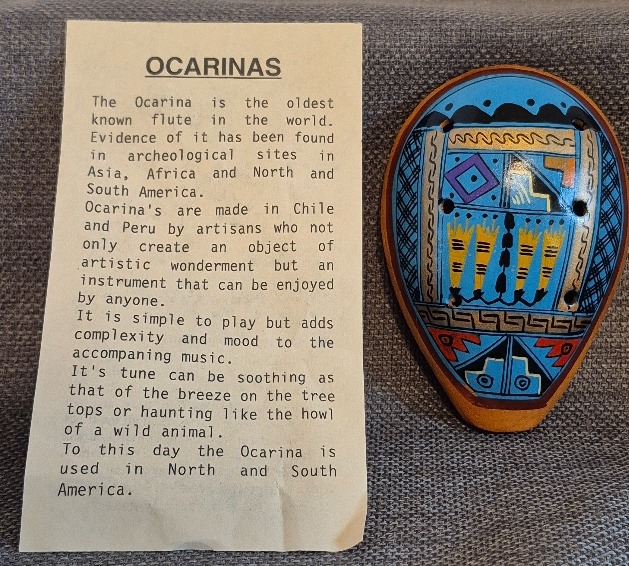 OCARINAS
The Ocarina is the oldest
known flute in the world.
Evidence of it has been found
in archeological sites in
Asia, Africa and North and
South America.
Ocarina's are made in Chile
and Peru by artisans who not
only create an object of
artistic wonderment but an
instrument that can be enjoyed
by anyone.
It is simple to play but adds
complexity and mood to the
accompaning music.
It's tune can be soothing as
that of the breeze on the tree
tops or haunting like the howl
of a wild animal.
To this day the Ocarina is
used in North and South
America.